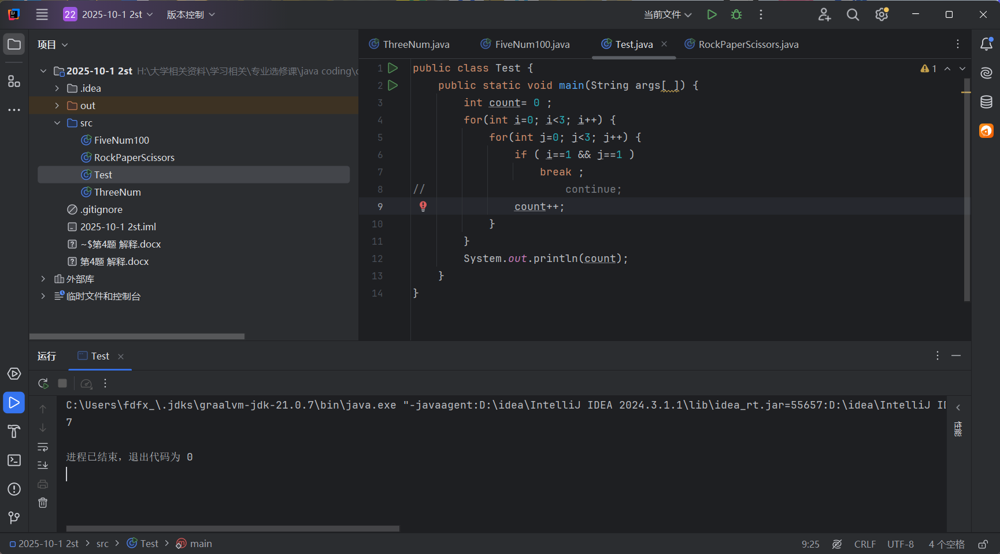 22 2025-10-1 2st 版本控制 当前文件
项目
ThreeNum.java FiveNum100.java Test.java RockPaperScissors.java
2025-10-1 2st H:\大学相关资料\学习相关\专业选修课\java coding\
.idea
out
src
FiveNum100
RockPaperScissors
Test
ThreeNum
.gitignore
2025-10-1 2st.iml
~$第4题 解释.docx
第4题 解释.docx
外部库
临时文件和控制台
1 public class Test {
1
2 public static void main(String args[ ]) {
3 int count= 0 ;
4 for(int i=0; i<3; i++) {
5 for(int j=0; j<3; j++) {
6 if ( i==1 && j==1 )
7 break ;
8 // continue;
9 count++;
10 }
11 }
12 System.out.println(count);
13 }
14 }
运行 Test
C:\Users\fdfx_\.jdks\graalvm-jdk-21.0.7\bin\java.exe "-javaagent:D:\idea\IntelliJ IDEA 2024.3.1.1\lib\idea_rt.jar=55657:D:\idea\IntelliJ
7
进程已结束，退出代码为 0
性能
2025-10-1 2st > src > Test > main
9:25 CRLF UTF-8 4 个空格